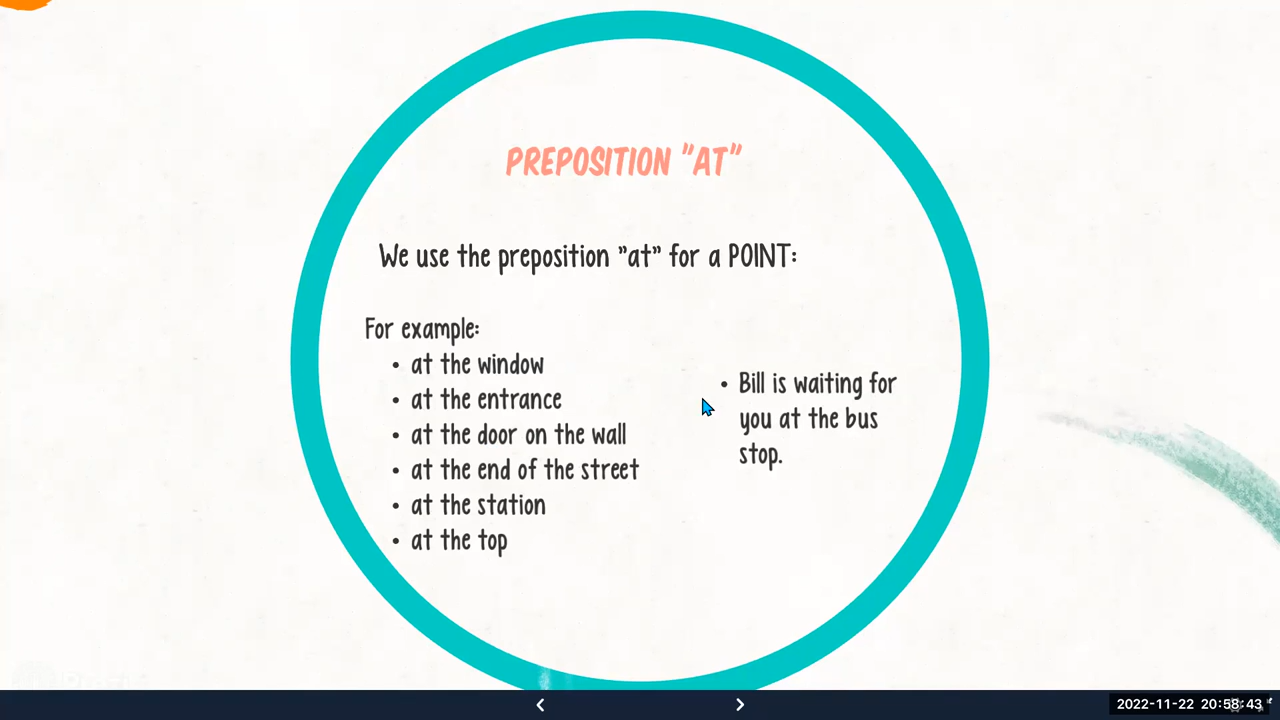 PREPOSITION "AT"
We use the preposition "at" for a POINT:
For example:
• at the window
• at the entrance
• at the door on the wall
• at the end of the street
• at the station
• at the top
• Bill is waiting for
you at the bus
stop.
2022-11-22 20:58:43